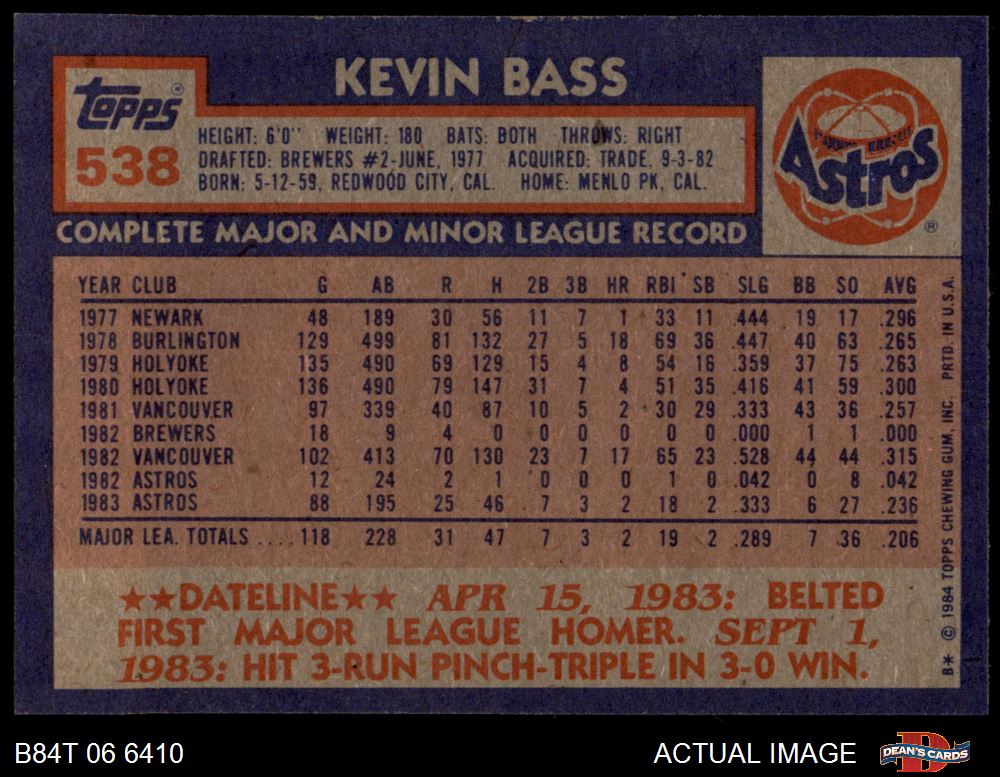 topps®
538
KEVIN BASS
HEIGHT: 6'0" WEIGHT: 180 BATS: BOTH THROWS: RIGHT
DRAFTED: BREWERS #2-JUNE, 1977 ACQUIRED: TRADE, 9-3-82
BORN: 5-12-59, REDWOOD CITY, CAL. HOME: MENLO PK, CAL.
Astros®
COMPLETE MAJOR AND MINOR LEAGUE RECORD
YEAR CLUB G AB R H 2B 3B HR RBI SB SLG BB SO AVG
1977 NEWARK 48 189 30 56 11 7 1 33 11 .444 19 17 .296
1978 BURLINGTON 129 499 81 132 27 5 18 69 36 .447 40 63 .265
1979 HOLYOKE 135 490 69 129 15 4 8 54 16 .359 37 75 .263
1980 HOLYOKE 136 490 79 147 31 7 4 51 35 .416 41 59 .300
1981 VANCOUVER 97 339 40 87 10 5 2 30 29 .333 43 36 .257
1982 BREWERS 18 9 4 0 0 0 0 0 0 .000 1 1 .000
1982 VANCOUVER 102 413 70 130 23 7 17 65 23 .528 44 44 .315
1982 ASTROS 12 24 2 1 0 0 0 1 0 .042 0 8 .042
1983 ASTROS 88 195 25 46 7 3 2 18 2 .333 6 27 .236
MAJOR LEA. TOTALS .... 118 228 31 47 7 3 2 19 2 .289 7 36 .206
★★DATELINE★★ APR 15, 1983: BELTED
FIRST MAJOR LEAGUE HOMER. SEPT 1,
1983: HIT 3-RUN PINCH-TRIPLE IN 3-0 WIN.
B* © 1984 TOPPS CHEWING GUM, INC. PRTD. IN U.S.A.
B84T 06 6410
ACTUAL IMAGE
DEAN'S CARDS